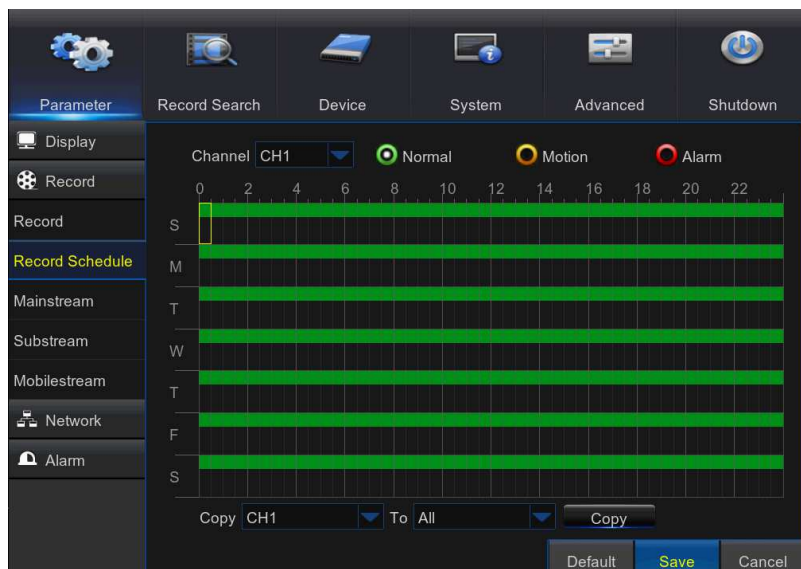 Parameter Record Search Device System Advanced Shutdown
Display
Channel CH1 Normal Motion Alarm
Record
0 2 4 6 8 10 12 14 16 18 20 22
Record
S
Record Schedule
M
Mainstream
T
Substream
W
Mobilestream
T
Network
F
Alarm
S
Copy CH1 To All Copy
Default Save Cancel